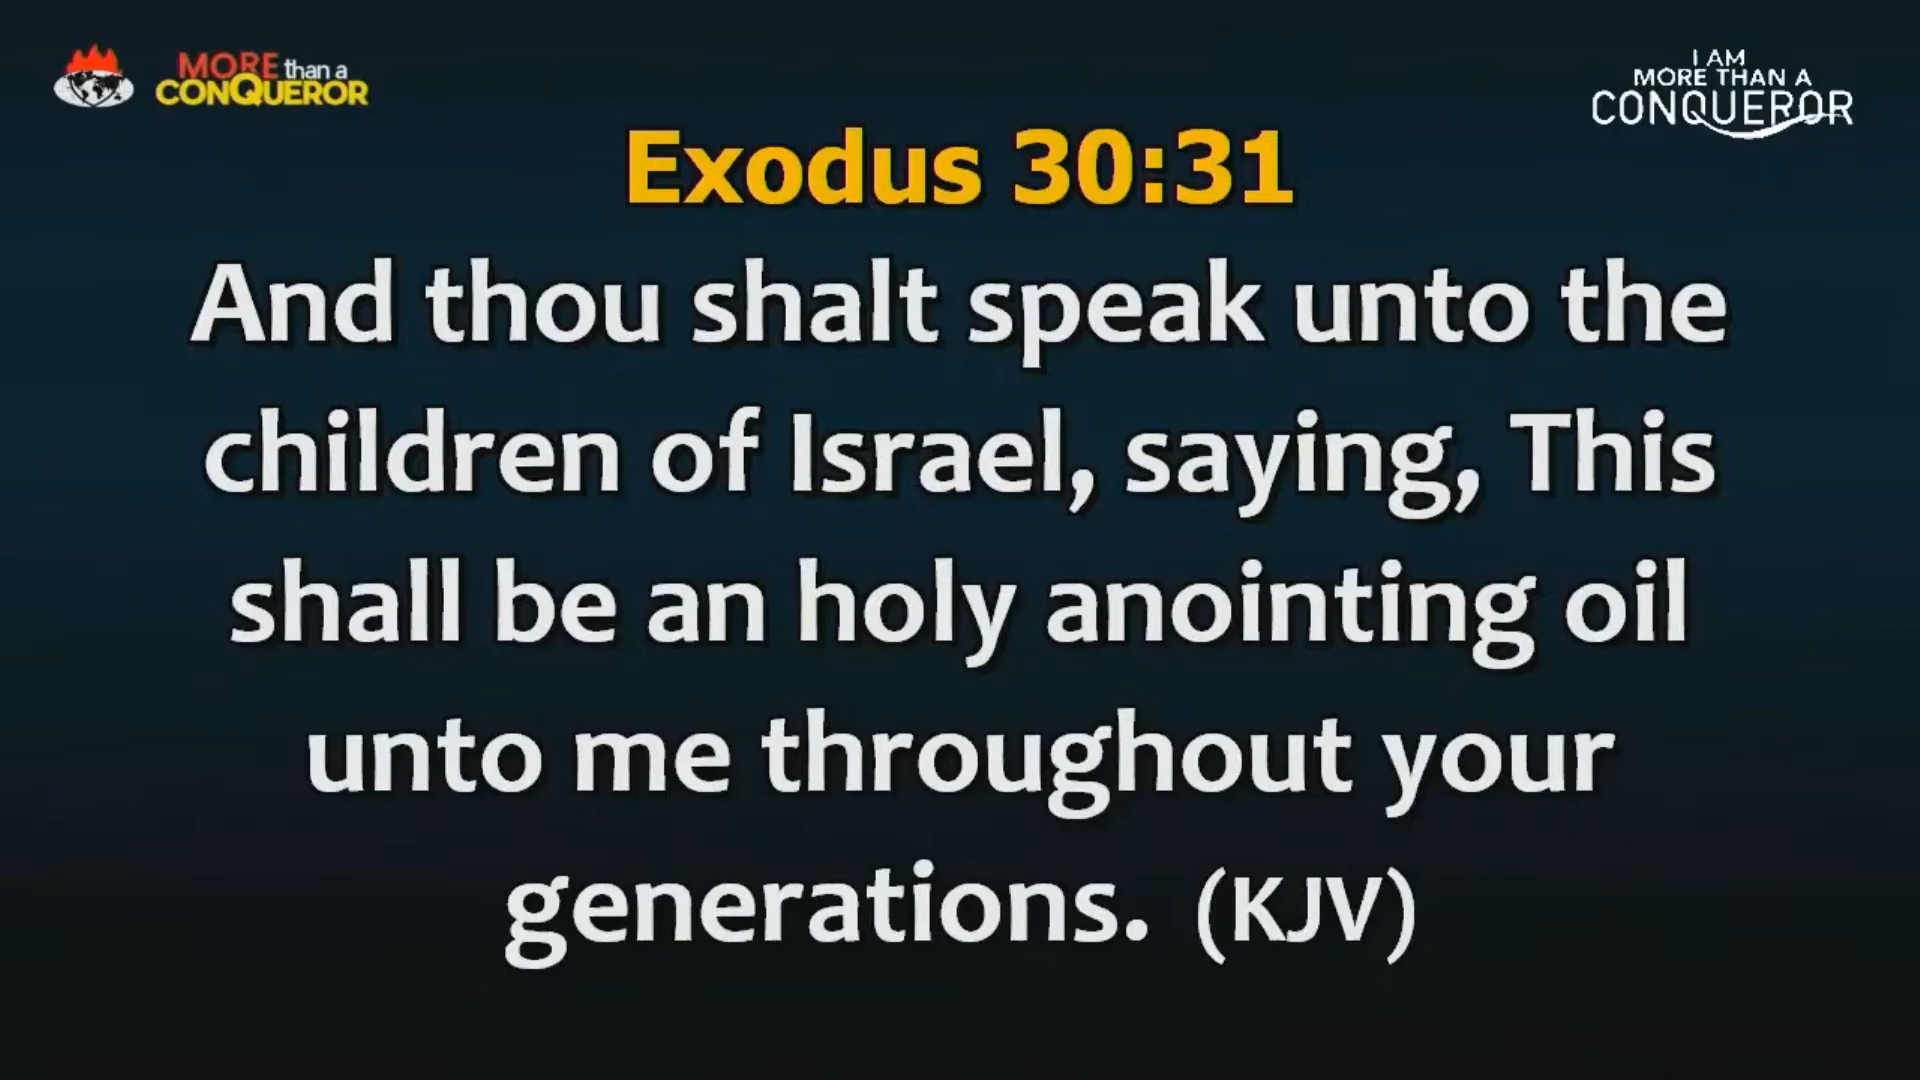 MORE than a
CONQUEROR
I AM
MORE THAN A
CONQUEROR
Exodus 30:31
And thou shalt speak unto the
children of Israel, saying, This
shall be an holy anointing oil
unto me throughout your
generations. (KJV)